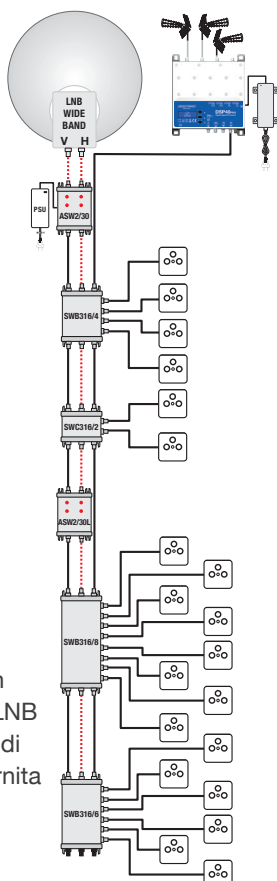 LNB
WIDE
BAND
V H
DSP45
PSU
ASW2/30
SWB316/4
SWC316/2
ASW2/30L
SWB316/8
LNB
di
rnita
SWB316/6